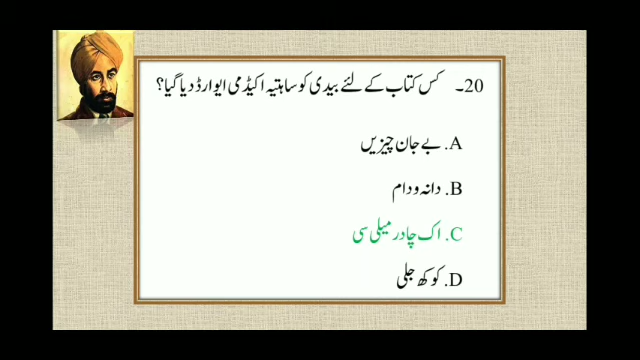 20۔ کس کتاب کے لئے بیدی کو ساہتیہ اکیڈمی ایوارڈ دیا گیا؟
A. بے جان چیزیں
B. دانہ و دام
C. اک چادر میلی سی
D. کوکھ جلی